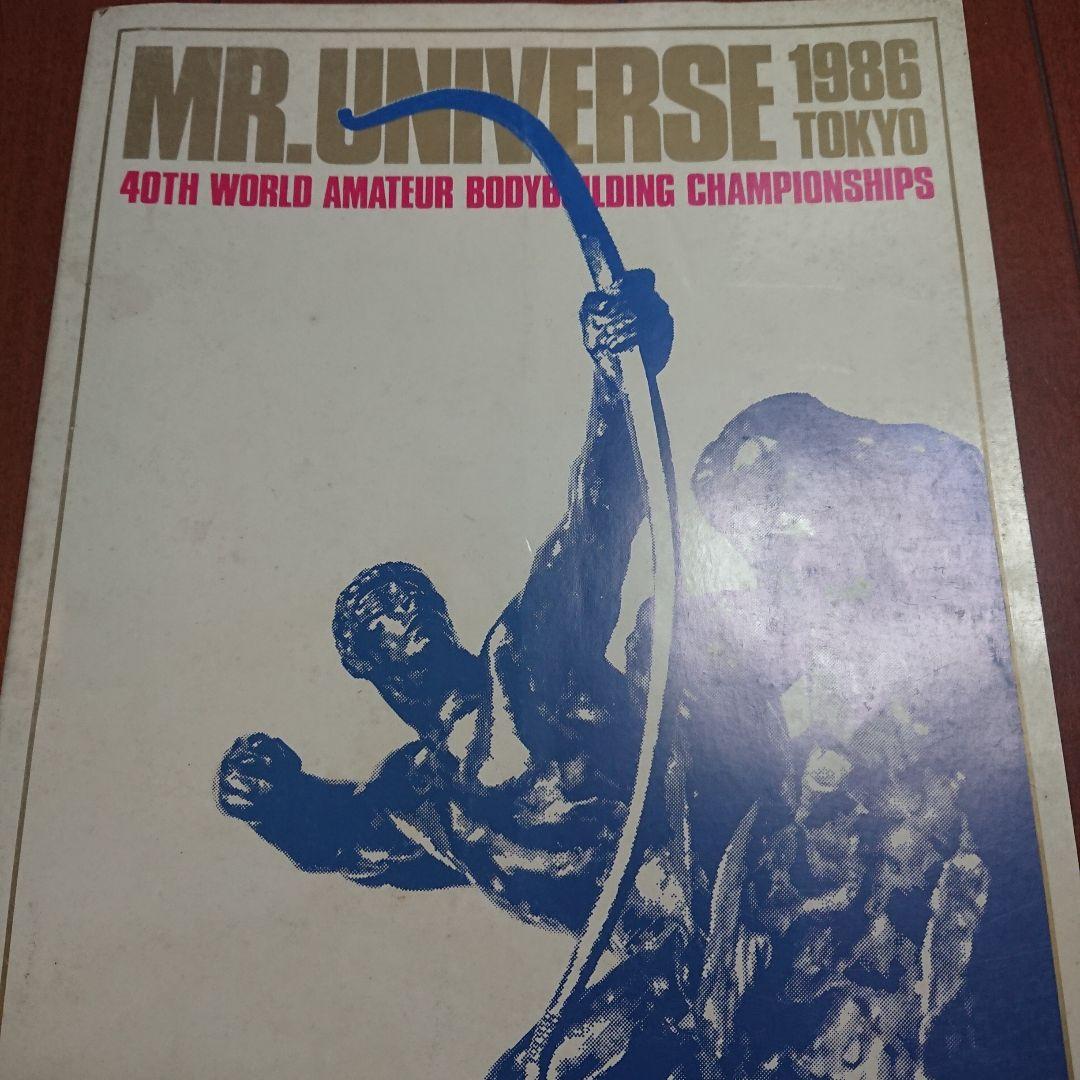 MR.UNIVERSE 1986 TOKYO
40TH WORLD AMATEUR BODYBUILDING CHAMPIONSHIPS